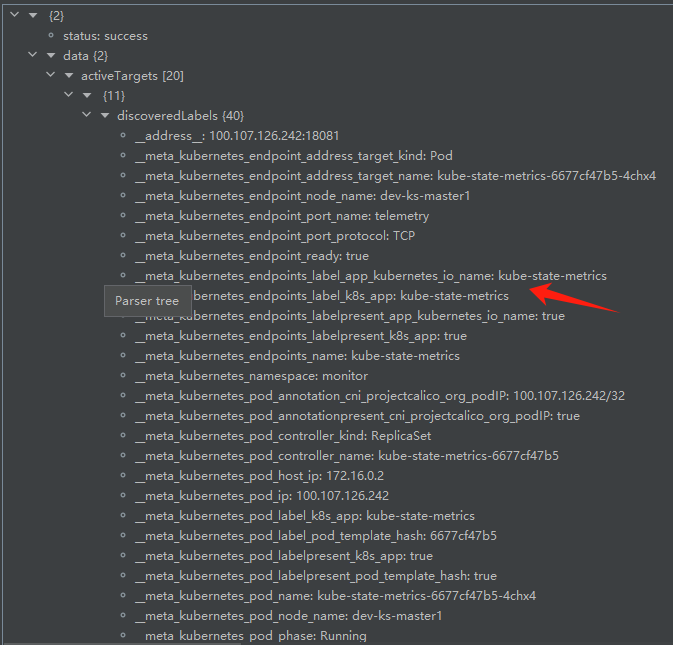 {2}
status: success
data {2}
activeTargets [20]
{11}
discoveredLabels {40}
__address__: 100.107.126.242:18081
__meta_kubernetes_endpoint_address_target_kind: Pod
__meta_kubernetes_endpoint_address_target_name: kube-state-metrics-6677cf47b5-4chx4
__meta_kubernetes_endpoint_node_name: dev-ks-master1
__meta_kubernetes_endpoint_port_name: telemetry
__meta_kubernetes_endpoint_port_protocol: TCP
__meta_kubernetes_endpoint_ready: true
__meta_kubernetes_endpoints_label_app_kubernetes_io_name: kube-state-metrics
Parser tree
bernetes_endpoints_label_k8s_app: kube-state-metrics
__meta_kubernetes_endpoints_labelpresent_app_kubernetes_io_name: true
__meta_kubernetes_endpoints_labelpresent_k8s_app: true
__meta_kubernetes_endpoints_name: kube-state-metrics
__meta_kubernetes_namespace: monitor
__meta_kubernetes_pod_annotation_cni_projectcalico_org_podIP: 100.107.126.242/32
__meta_kubernetes_pod_annotationpresent_cni_projectcalico_org_podIP: true
__meta_kubernetes_pod_controller_kind: ReplicaSet
__meta_kubernetes_pod_controller_name: kube-state-metrics-6677cf47b5
__meta_kubernetes_pod_host_ip: 172.16.0.2
__meta_kubernetes_pod_ip: 100.107.126.242
__meta_kubernetes_pod_label_k8s_app: kube-state-metrics
__meta_kubernetes_pod_label_pod_template_hash: 6677cf47b5
__meta_kubernetes_pod_labelpresent_k8s_app: true
__meta_kubernetes_pod_labelpresent_pod_template_hash: true
__meta_kubernetes_pod_name: kube-state-metrics-6677cf47b5-4chx4
__meta_kubernetes_pod_node_name: dev-ks-master1
__meta_kubernetes_pod_phase: Running